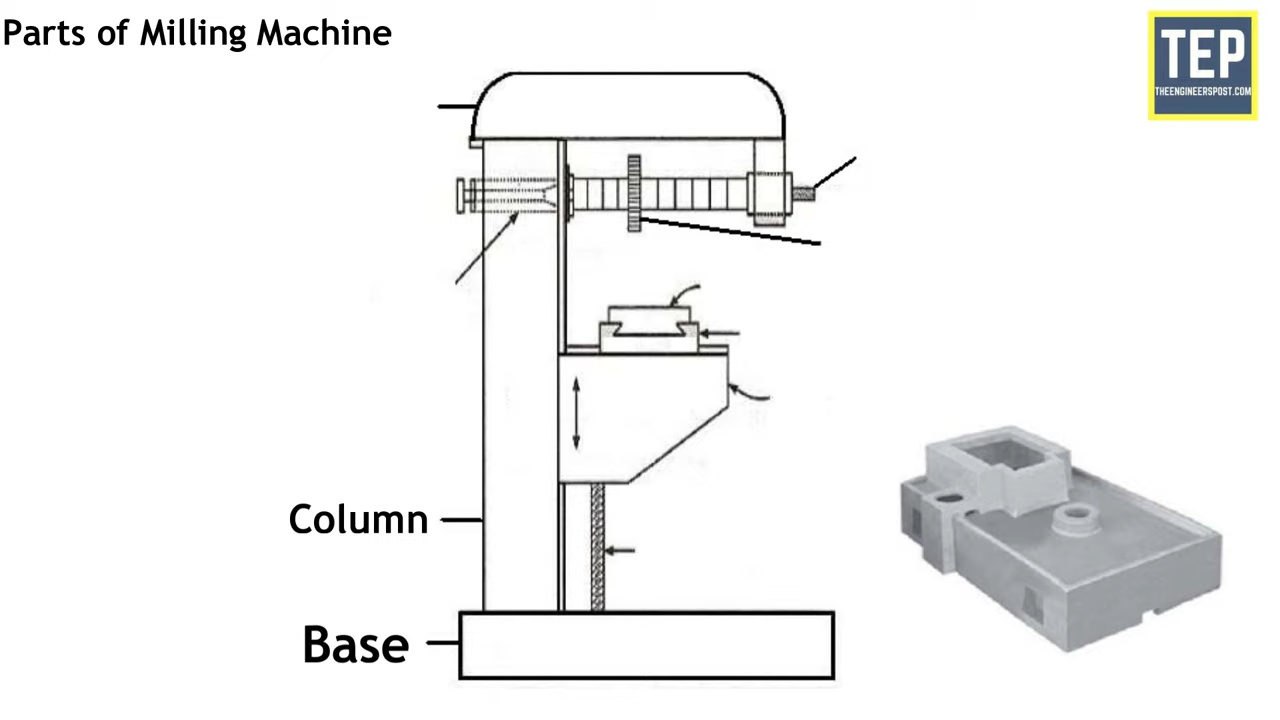 Parts of Milling Machine
TEP
THEENGINEERSPOST.COM
Column
Base